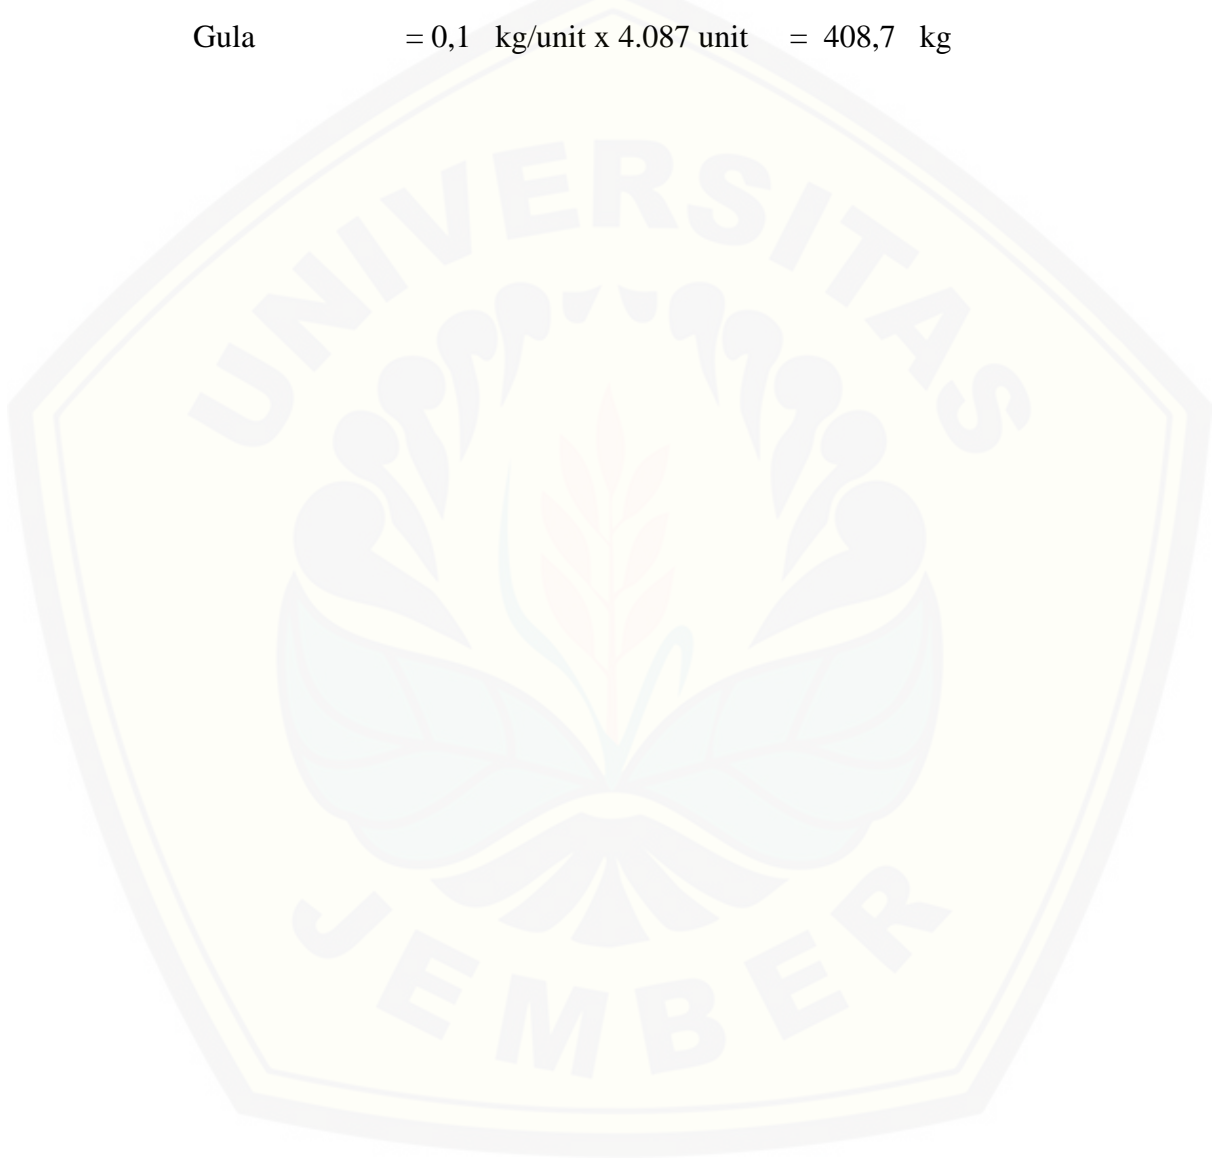 Gula = 0,1 kg/unit x 4.087 unit = 408,7 kg
UNIVERSITAS
JEMBER